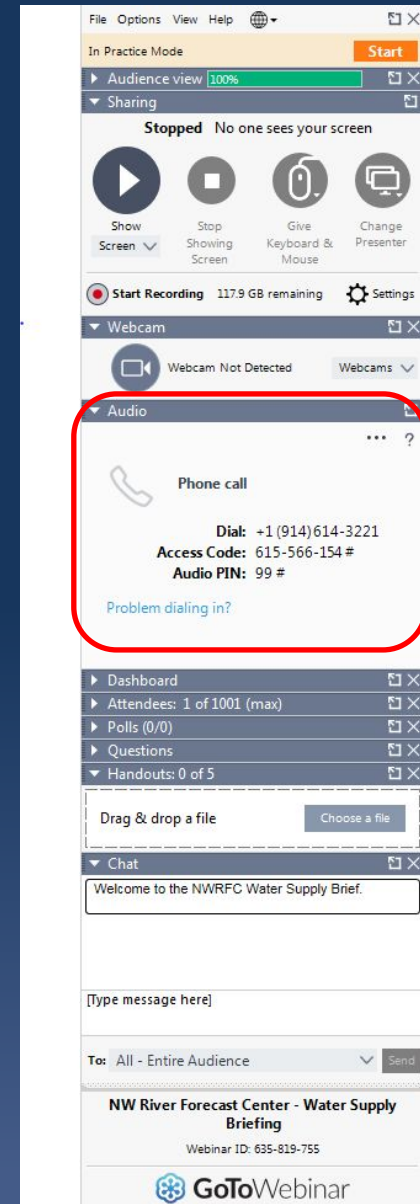 File Options View Help
In Practice Mode Start
Audience view 100%
Sharing
Stopped No one sees your screen
Show Stop Give Change
Screen Showing Keyboard & Presenter
Screen Mouse
Start Recording 117.9 GB remaining Settings
Webcam
Webcam Not Detected Webcams
Audio
... ?
Phone call
Dial: +1 (914) 614-3221
Access Code: 615-566-154 #
Audio PIN: 99 #
Problem dialing in?
Dashboard
Attendees: 1 of 1001 (max)
Polls (0/0)
Questions
Handouts: 0 of 5
Drag & drop a file Choose a file
Chat
Welcome to the NWRFC Water Supply Brief.
[Type message here]
To: All - Entire Audience Send
NW River Forecast Center - Water Supply
Briefing
Webinar ID: 635-819-755
GoToWebinar